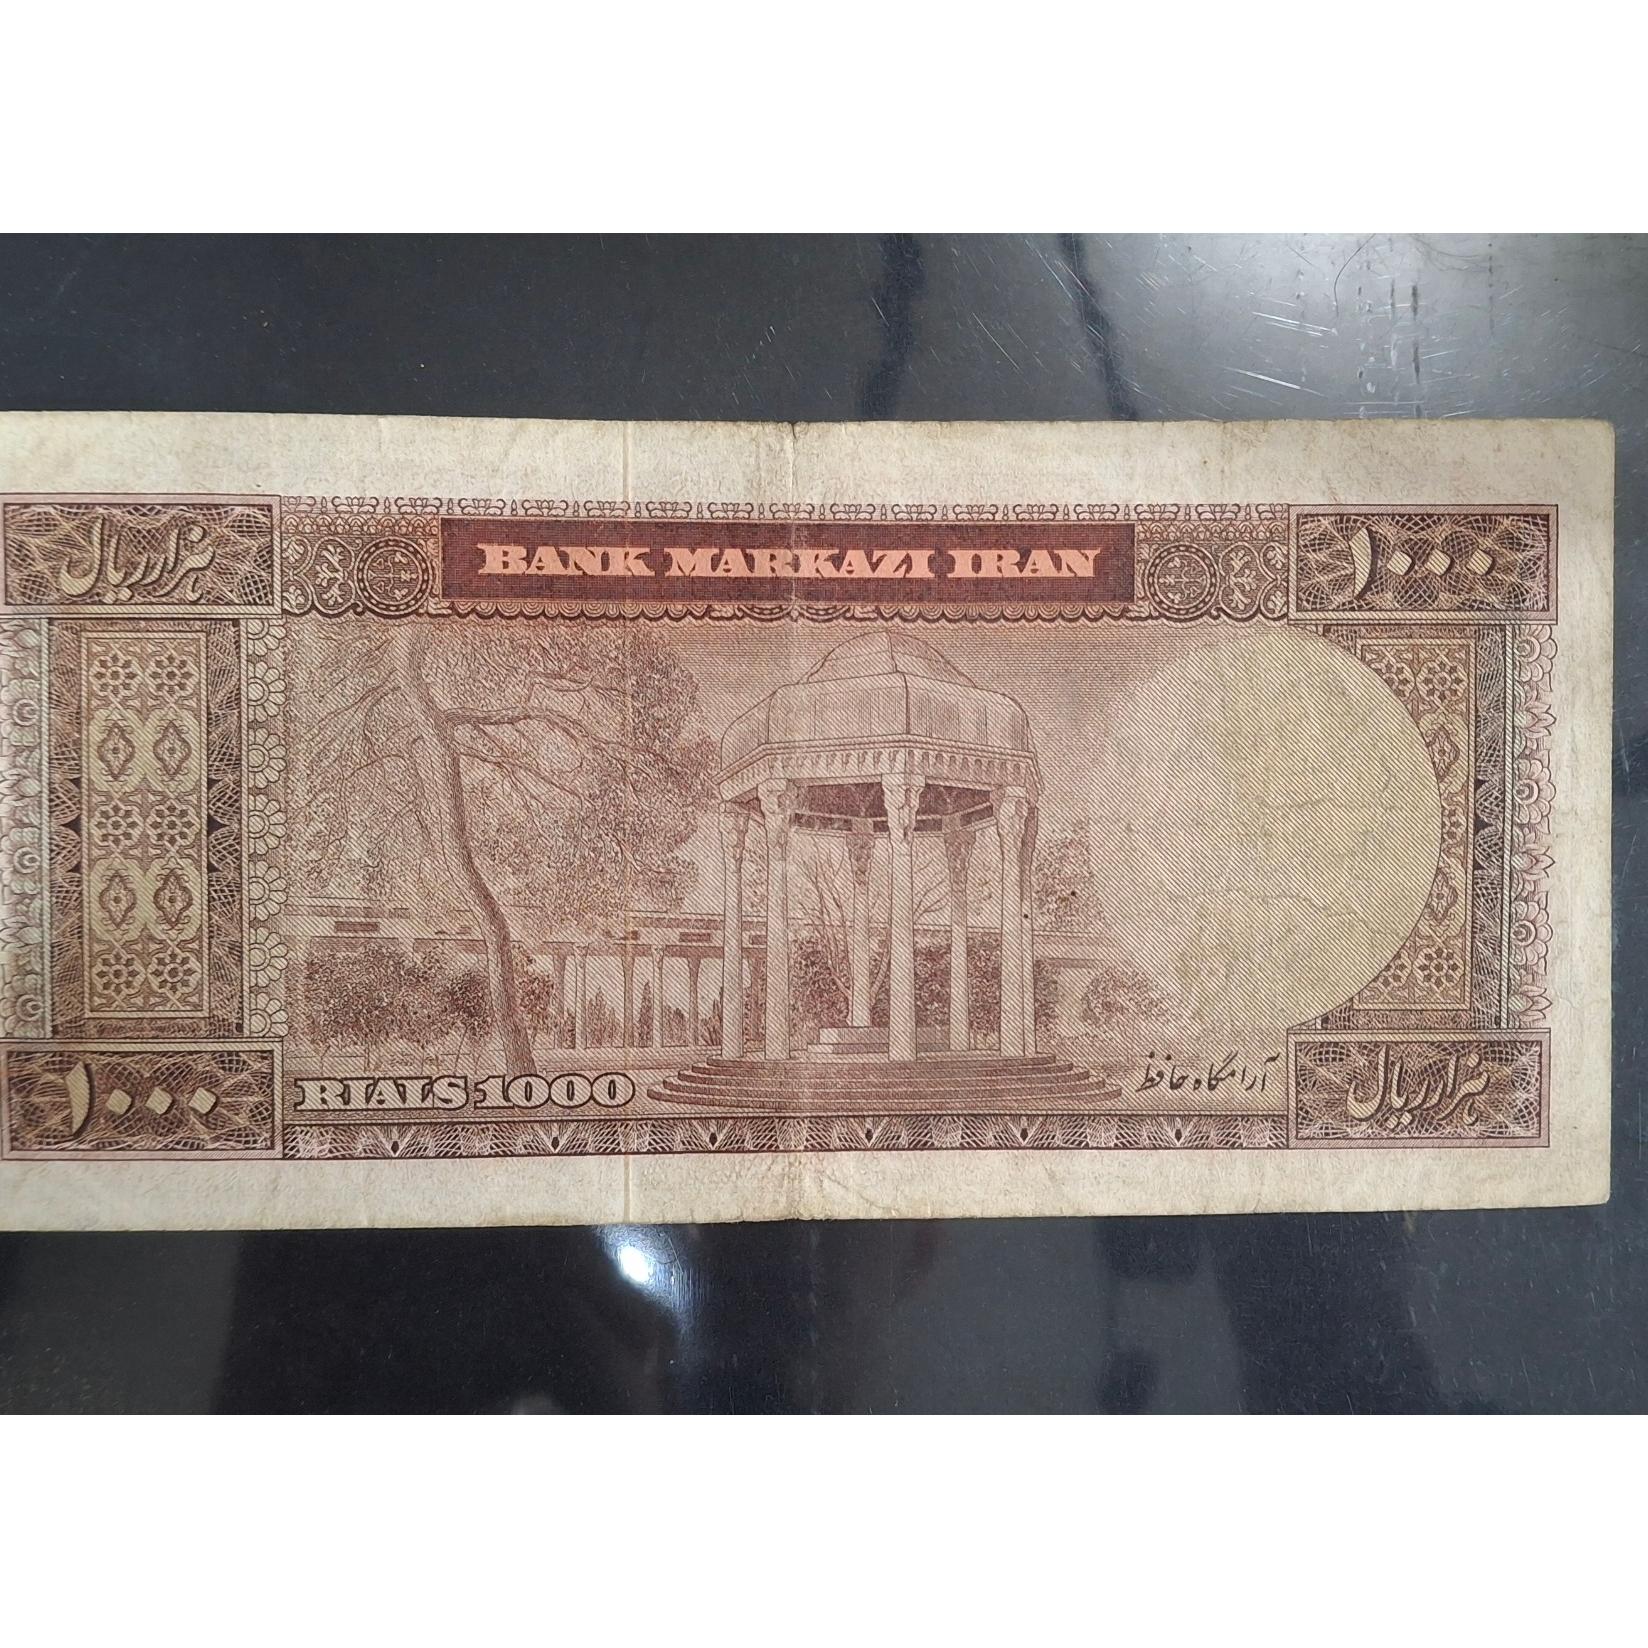 BANK MARKAZI IRAN
هزار ریال
۱۰۰۰
۱۰۰۰
RIALS 1000
آرامگاه حافظ
هزار ریال